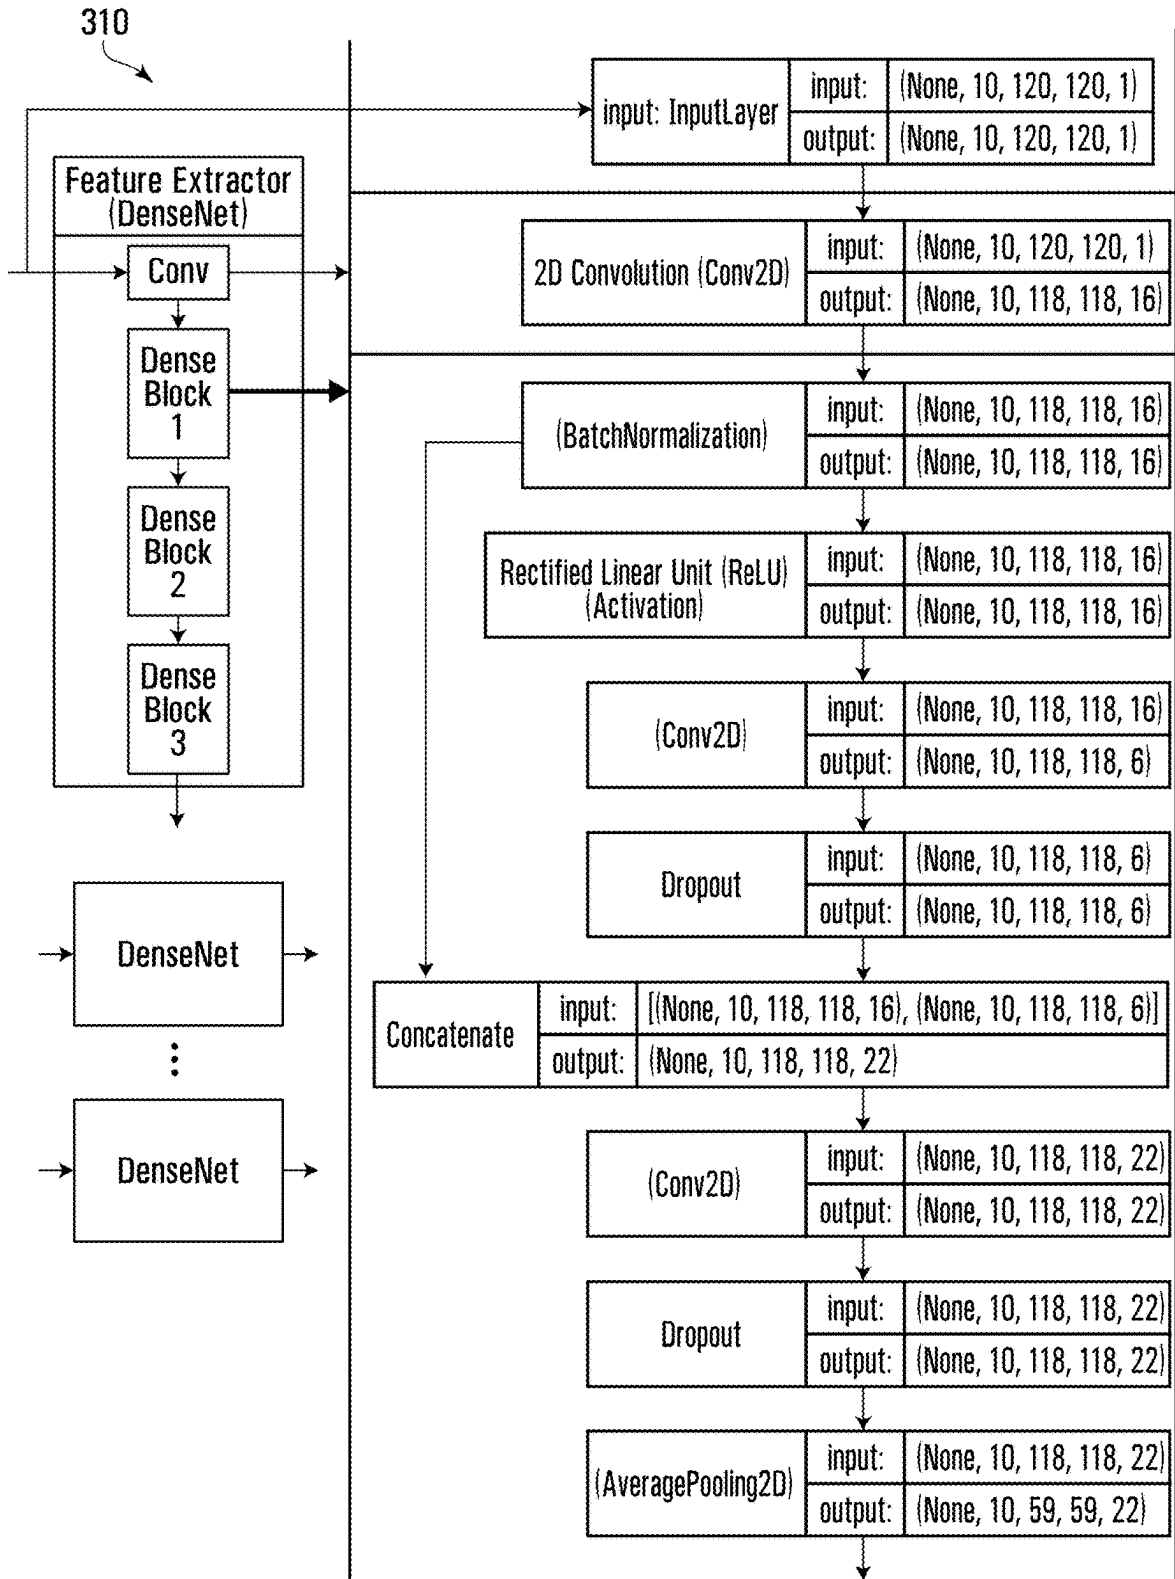 310
Feature Extractor
(DenseNet)
Conv
Dense
Block
1
Dense
Block
2
Dense
Block
3
DenseNet
DenseNet
input: InputLayer
input: (None, 10, 120, 120, 1)
output: (None, 10, 120, 120, 1)
2D Convolution (Conv2D)
input: (None, 10, 120, 120, 1)
output: (None, 10, 118, 118, 16)
(BatchNormalization)
input: (None, 10, 118, 118, 16)
output: (None, 10, 118, 118, 16)
Rectified Linear Unit (ReLU)
(Activation)
input: (None, 10, 118, 118, 16)
output: (None, 10, 118, 118, 16)
(Conv2D)
input: (None, 10, 118, 118, 16)
output: (None, 10, 118, 118, 6)
Dropout
input: (None, 10, 118, 118, 6)
output: (None, 10, 118, 118, 6)
Concatenate
input: [(None, 10, 118, 118, 16), (None, 10, 118, 118, 6)]
output: (None, 10, 118, 118, 22)
(Conv2D)
input: (None, 10, 118, 118, 22)
output: (None, 10, 118, 118, 22)
Dropout
input: (None, 10, 118, 118, 22)
output: (None, 10, 118, 118, 22)
(AveragePooling2D)
input: (None, 10, 118, 118, 22)
output: (None, 10, 59, 59, 22)